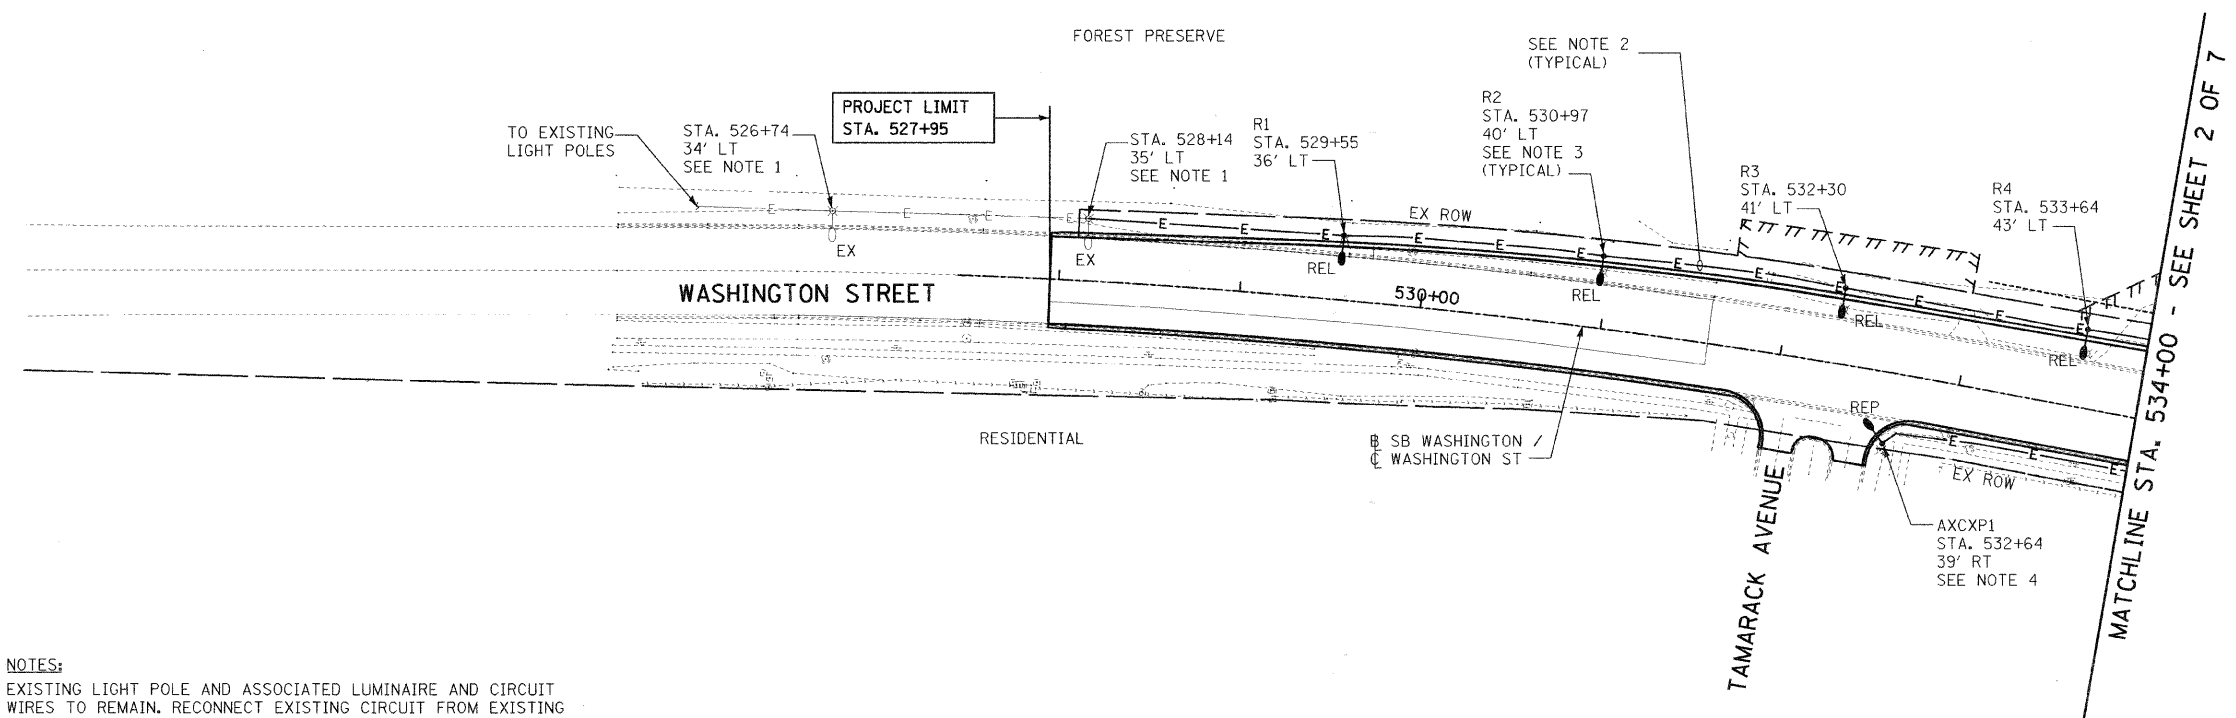 FOREST PRESERVE
SEE NOTE 2
(TYPICAL)
PROJECT LIMIT
STA. 527+95
TO EXISTING
LIGHT POLES
STA. 526+74
34' LT
SEE NOTE 1
STA. 528+14
35' LT
SEE NOTE 1
R1
STA. 529+55
36' LT
R2
STA. 530+97
40' LT
SEE NOTE 3
(TYPICAL)
R3
STA. 532+30
41' LT
R4
STA. 533+64
43' LT
EX ROW
E E E E
E E E E E E E E E E E E
EX
EX
REL
REL
REL
REL
WASHINGTON STREET
530+00
SB WASHINGTON /
WASHINGTON ST
RESIDENTIAL
REP
E E E
EX ROW
AXCXP1
STA. 532+64
39' RT
SEE NOTE 4
TAMARACK AVENUE
MATCHLINE STA. 534+00 - SEE SHEET 2 OF 7
NOTES:
EXISTING LIGHT POLE AND ASSOCIATED LUMINAIRE AND CIRCUIT
WIRES TO REMAIN. RECONNECT EXISTING CIRCUIT FROM EXISTING